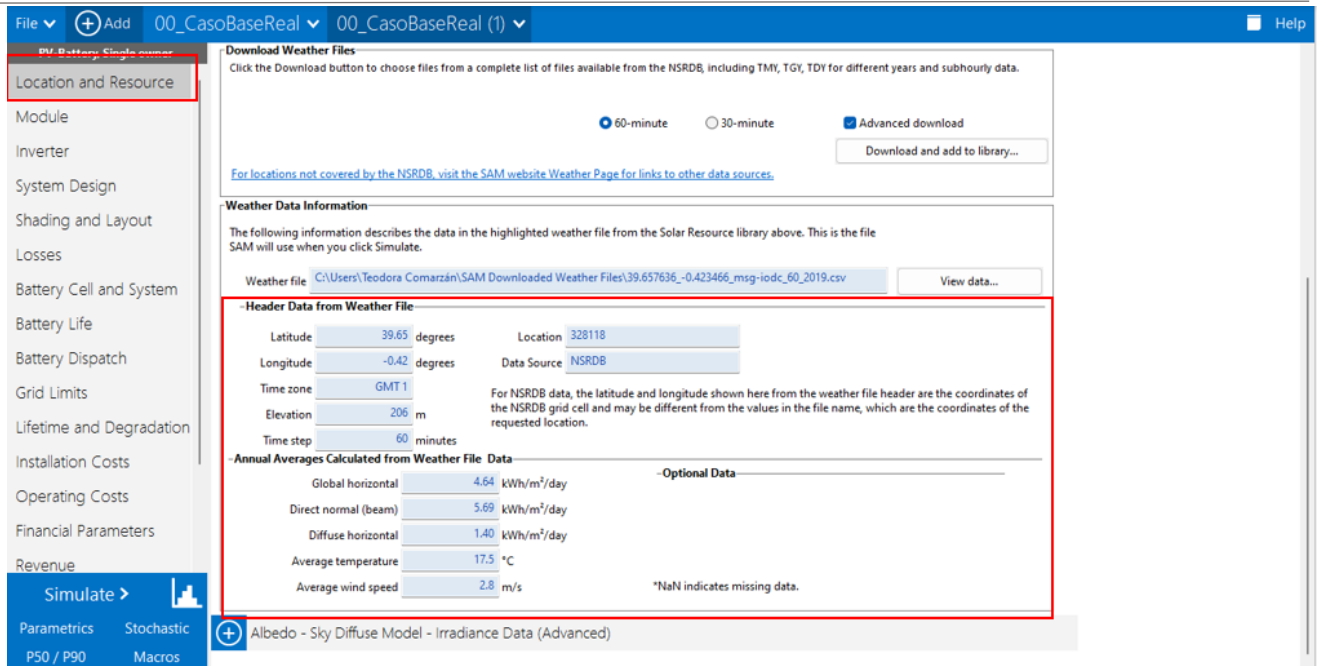 File Add 00_CasoBaseReal 00_CasoBaseReal (1) Help
PV-Battery, Single owner
Location and Resource
Module
Inverter
System Design
Shading and Layout
Losses
Battery Cell and System
Battery Life
Battery Dispatch
Grid Limits
Lifetime and Degradation
Installation Costs
Operating Costs
Financial Parameters
Revenue
Simulate >
Parametrics Stochastic
P50 / P90 Macros
Download Weather Files
Click the Download button to choose files from a complete list of files available from the NSRDB, including TMY, TGY, TDY for different years and subhourly data.
60-minute 30-minute Advanced download
Download and add to library...
For locations not covered by the NSRDB, visit the SAM website Weather Page for links to other data sources.
Weather Data Information
The following information describes the data in the highlighted weather file from the Solar Resource library above. This is the file
SAM will use when you click Simulate.
Weather file C:\Users\Teodora Comarzán\SAM Downloaded Weather Files\39.657636_-0.423466_msg-iodc_60_2019.csv View data...
Header Data from Weather File
Latitude 39.65 degrees Location 328118
Longitude -0.42 degrees Data Source NSRDB
Time zone GMT 1
Elevation 206 m
Time step 60 minutes
For NSRDB data, the latitude and longitude shown here from the weather file header are the coordinates of
the NSRDB grid cell and may be different from the values in the file name, which are the coordinates of the
requested location.
Annual Averages Calculated from Weather File Data
Global horizontal 4.64 kWh/m²/day
Direct normal (beam) 5.69 kWh/m²/day
Diffuse horizontal 1.40 kWh/m²/day
Average temperature 17.5 °C
Average wind speed 2.8 m/s
Optional Data
*NaN indicates missing data.
Albedo - Sky Diffuse Model - Irradiance Data (Advanced)